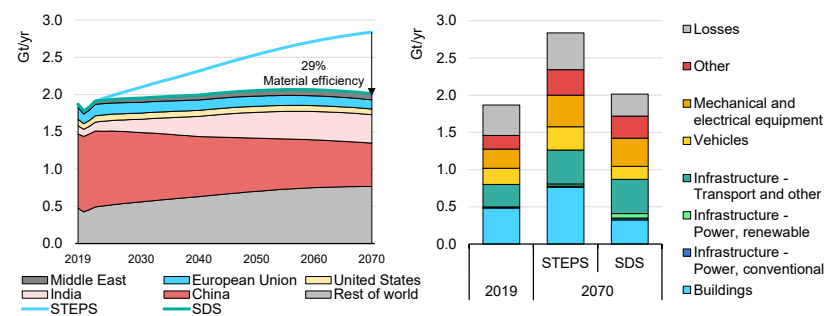 Gt/yr
3.0
2.5
2.0
1.5
1.0
0.5
0.0
29%
Material efficiency
2019 2030 2040 2050 2060 2070
Middle East European Union United States
India China Rest of world
STEPS SDS
Gt/yr
3.0
2.5
2.0
1.5
1.0
0.5
0.0
STEPS SDS
2019 2070
Losses
Other
Mechanical and
electrical equipment
Vehicles
Infrastructure -
Transport and other
Infrastructure -
Power, renewable
Infrastructure -
Power, conventional
Buildings